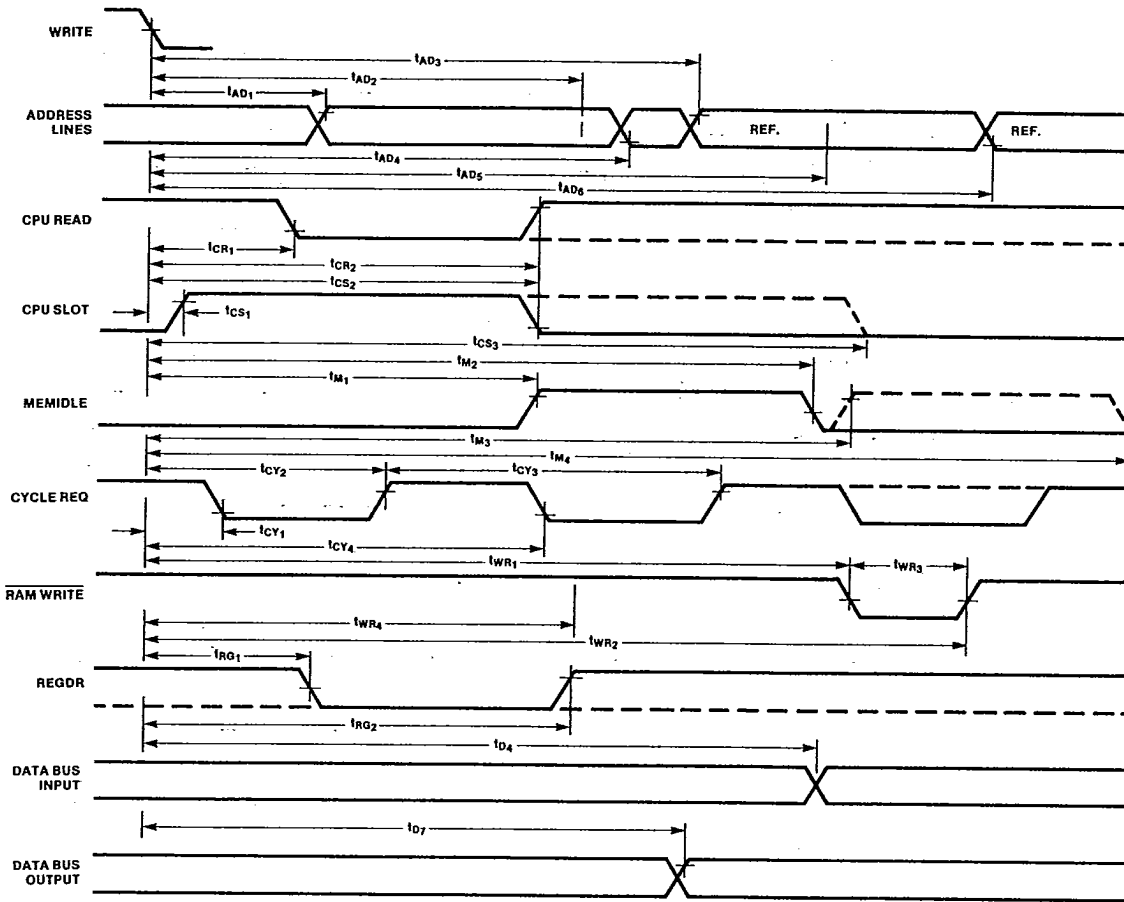 WRITE
tAD3
tAD2
tAD1
ADDRESS
LINES
REF.
REF.
tAD4
tAD5
tAD6
CPU READ
tCR1
tCR2
tCS2
CPU SLOT
tCS1
tCS3
tM2
tM1
MEMIDLE
tM3
tM4
tCY2
tCY3
CYCLE REQ
tCY1
tCY4
tWR1
tWR3
RAM WRITE
tWR4
tWR2
tRG1
REGDR
tRG2
tD4
DATA BUS
INPUT
tD7
DATA BUS
OUTPUT